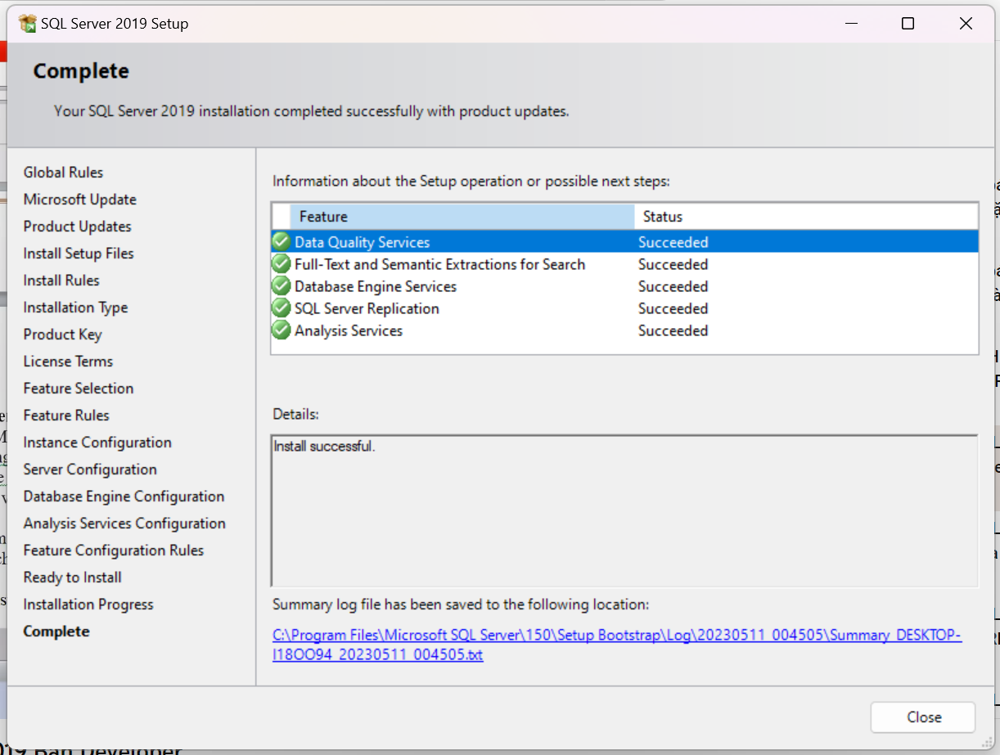 SQL Server 2019 Setup
Complete
Your SQL Server 2019 installation completed successfully with product updates.
Global Rules
Microsoft Update
Product Updates
Install Setup Files
Install Rules
Installation Type
Product Key
License Terms
Feature Selection
Feature Rules
Instance Configuration
Server Configuration
Database Engine Configuration
Analysis Services Configuration
Feature Configuration Rules
Ready to Install
Installation Progress
Complete
Information about the Setup operation or possible next steps:
Feature Status
Data Quality Services Succeeded
Full-Text and Semantic Extractions for Search Succeeded
Database Engine Services Succeeded
SQL Server Replication Succeeded
Analysis Services Succeeded
Details:
Install successful.
Summary log file has been saved to the following location:
C:\Program Files\Microsoft SQL Server\150\Setup Bootstrap\Log\20230511_004505\Summary_DESKTOP-
I18OO94_20230511_004505.txt
Close